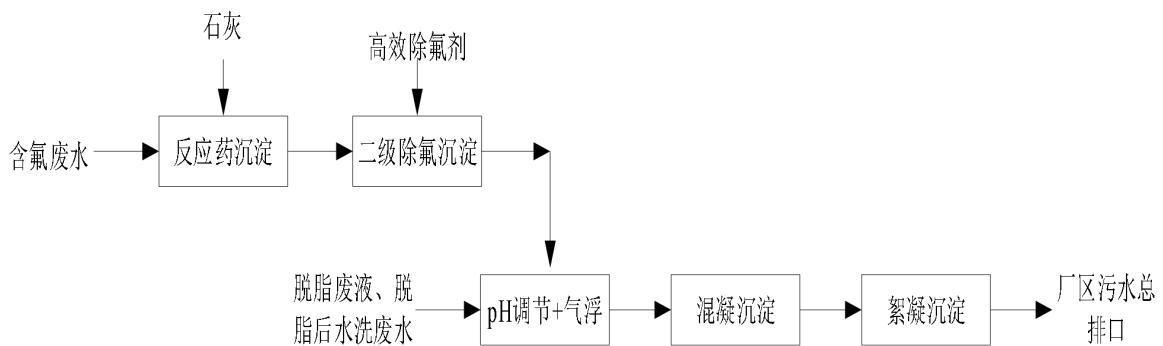 石灰
高效除氟剂
含氟废水
反应药沉淀
二级除氟沉淀
脱脂废液、脱
脂后水洗废水
pH调节+气浮
混凝沉淀
絮凝沉淀
厂区污水总
排口